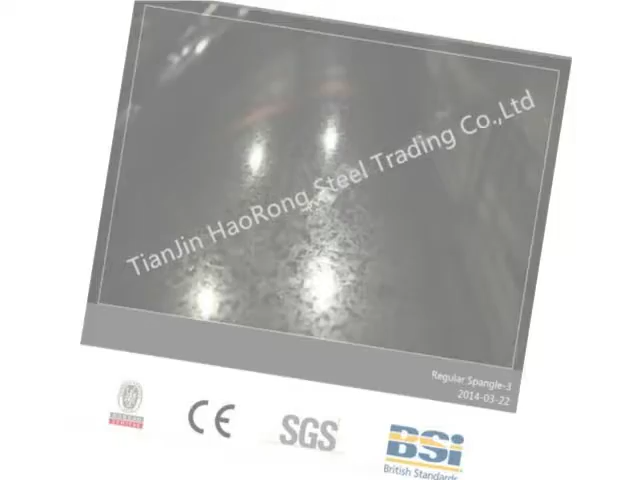 TianJin HaoRong Steel Trading Co.,Ltd
Regular Spangle-3
2014-03-22
CE
SGS
BSi
British Standards